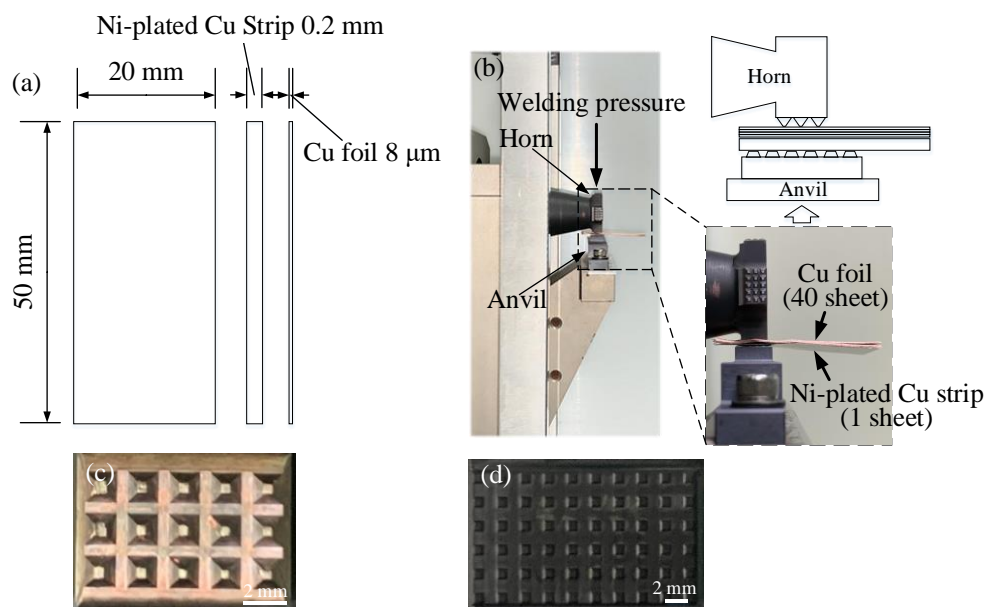 (a)
Ni-plated Cu Strip 0.2 mm
20 mm
Cu foil 8 μm
50 mm
(b)
Welding pressure
Horn
Anvil
Horn
Anvil
Cu foil
(40 sheet)
Ni-plated Cu strip
(1 sheet)
(c)
2 mm
(d)
2 mm